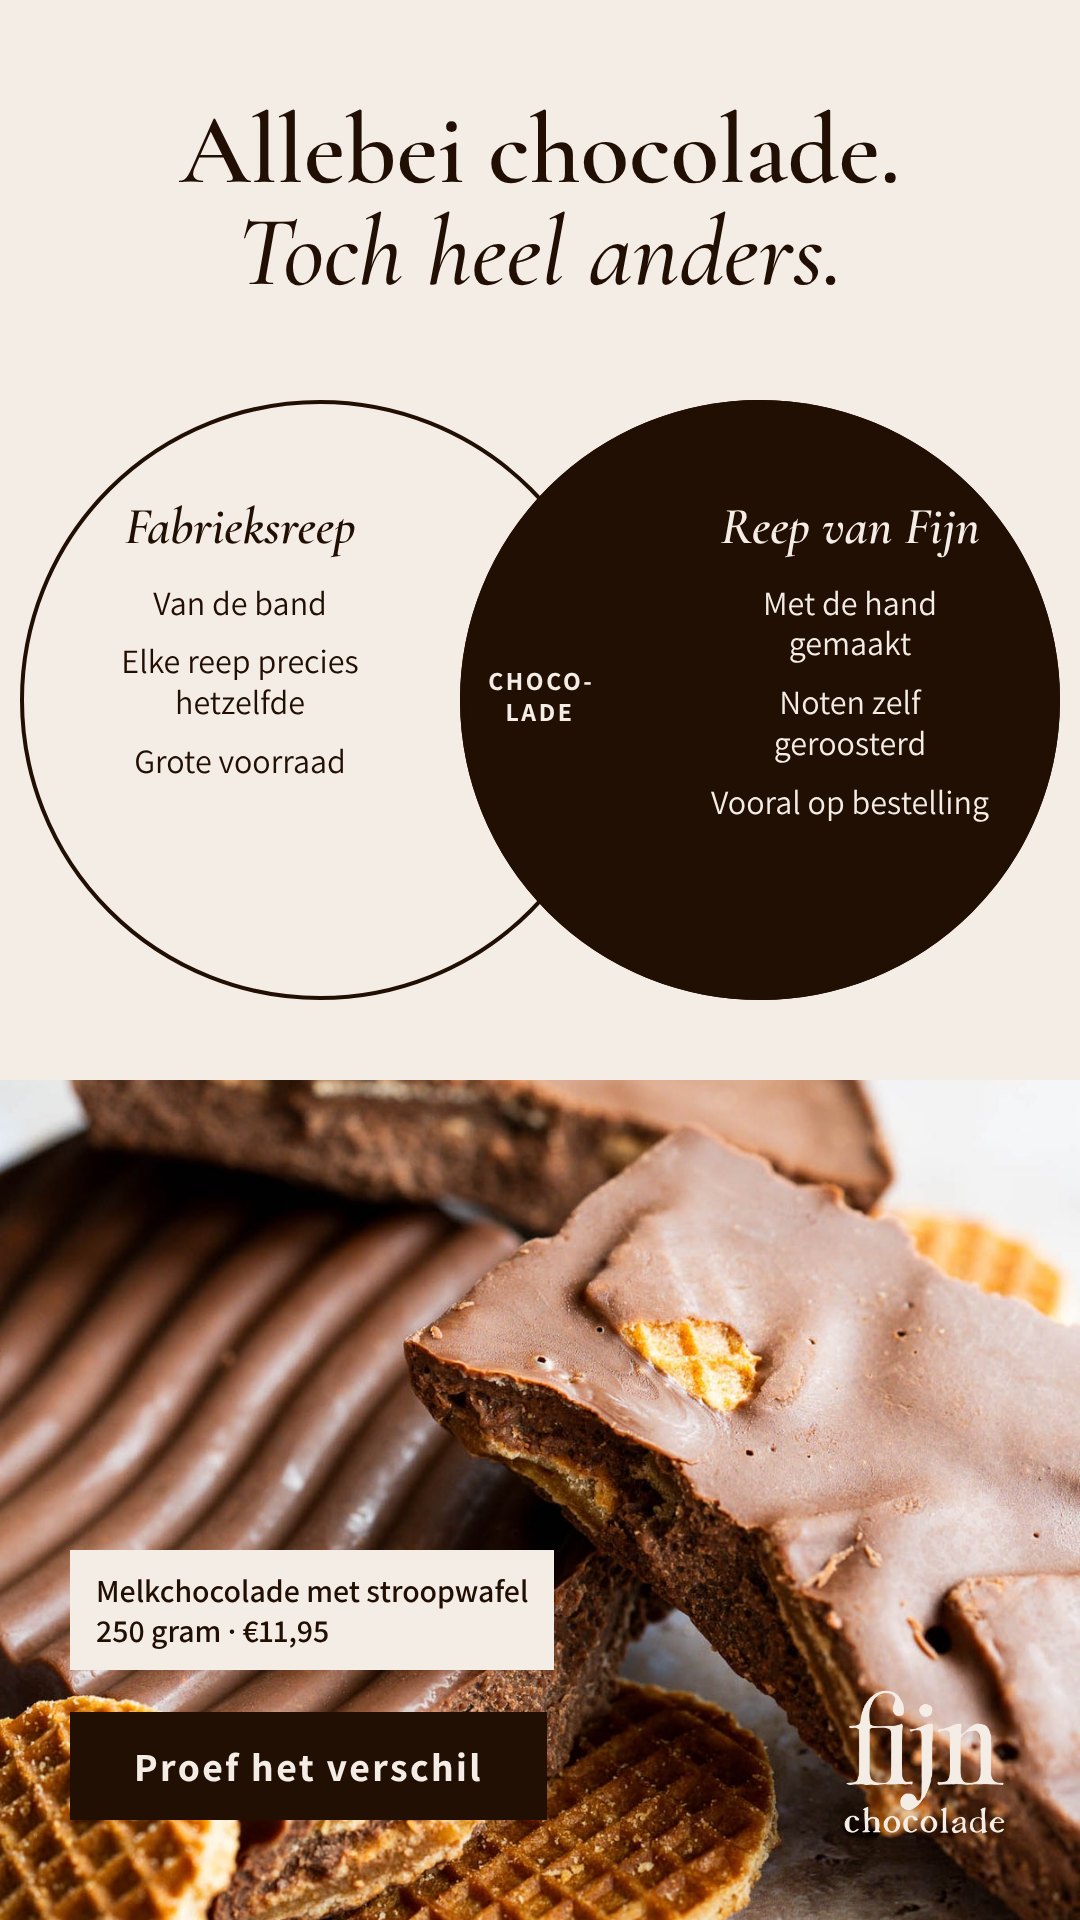 Allebei chocolade.
Toch heel anders.
Fabrieksreep
Van de band
Elke reep precies
hetzelfde
Grote voorraad
CHOCO-
LADE
Reep van Fijn
Met de hand
gemaakt
Noten zelf
geroosterd
Vooral op bestelling
Melkchocolade met stroopwafel
250 gram · €11,95
Proef het verschil
fijn
chocolade